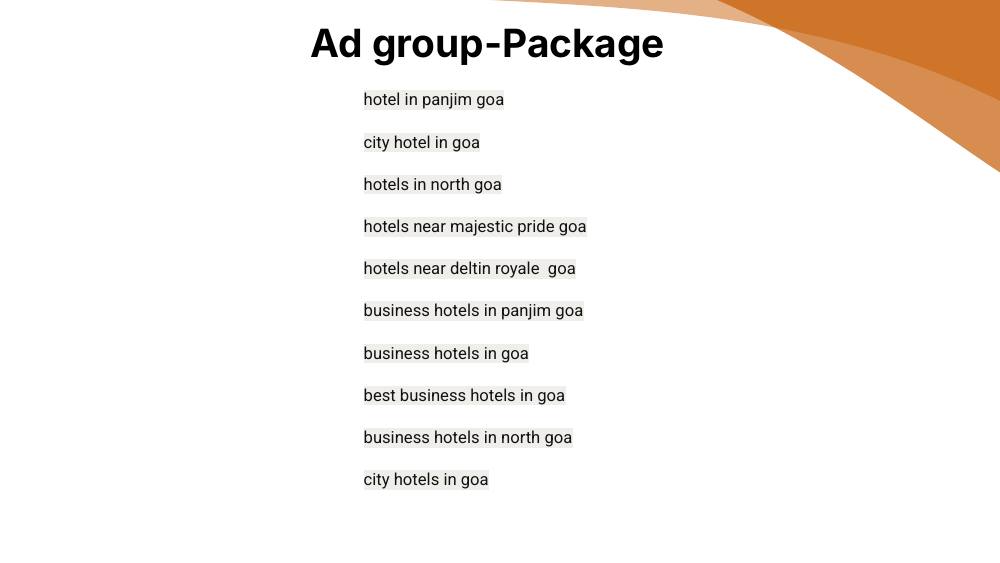 Ad group-Package
hotel in panjim goa
city hotel in goa
hotels in north goa
hotels near majestic pride goa
hotels near deltin royale  goa
business hotels in panjim goa
business hotels in goa
best business hotels in goa
business hotels in north goa
city hotels in goa